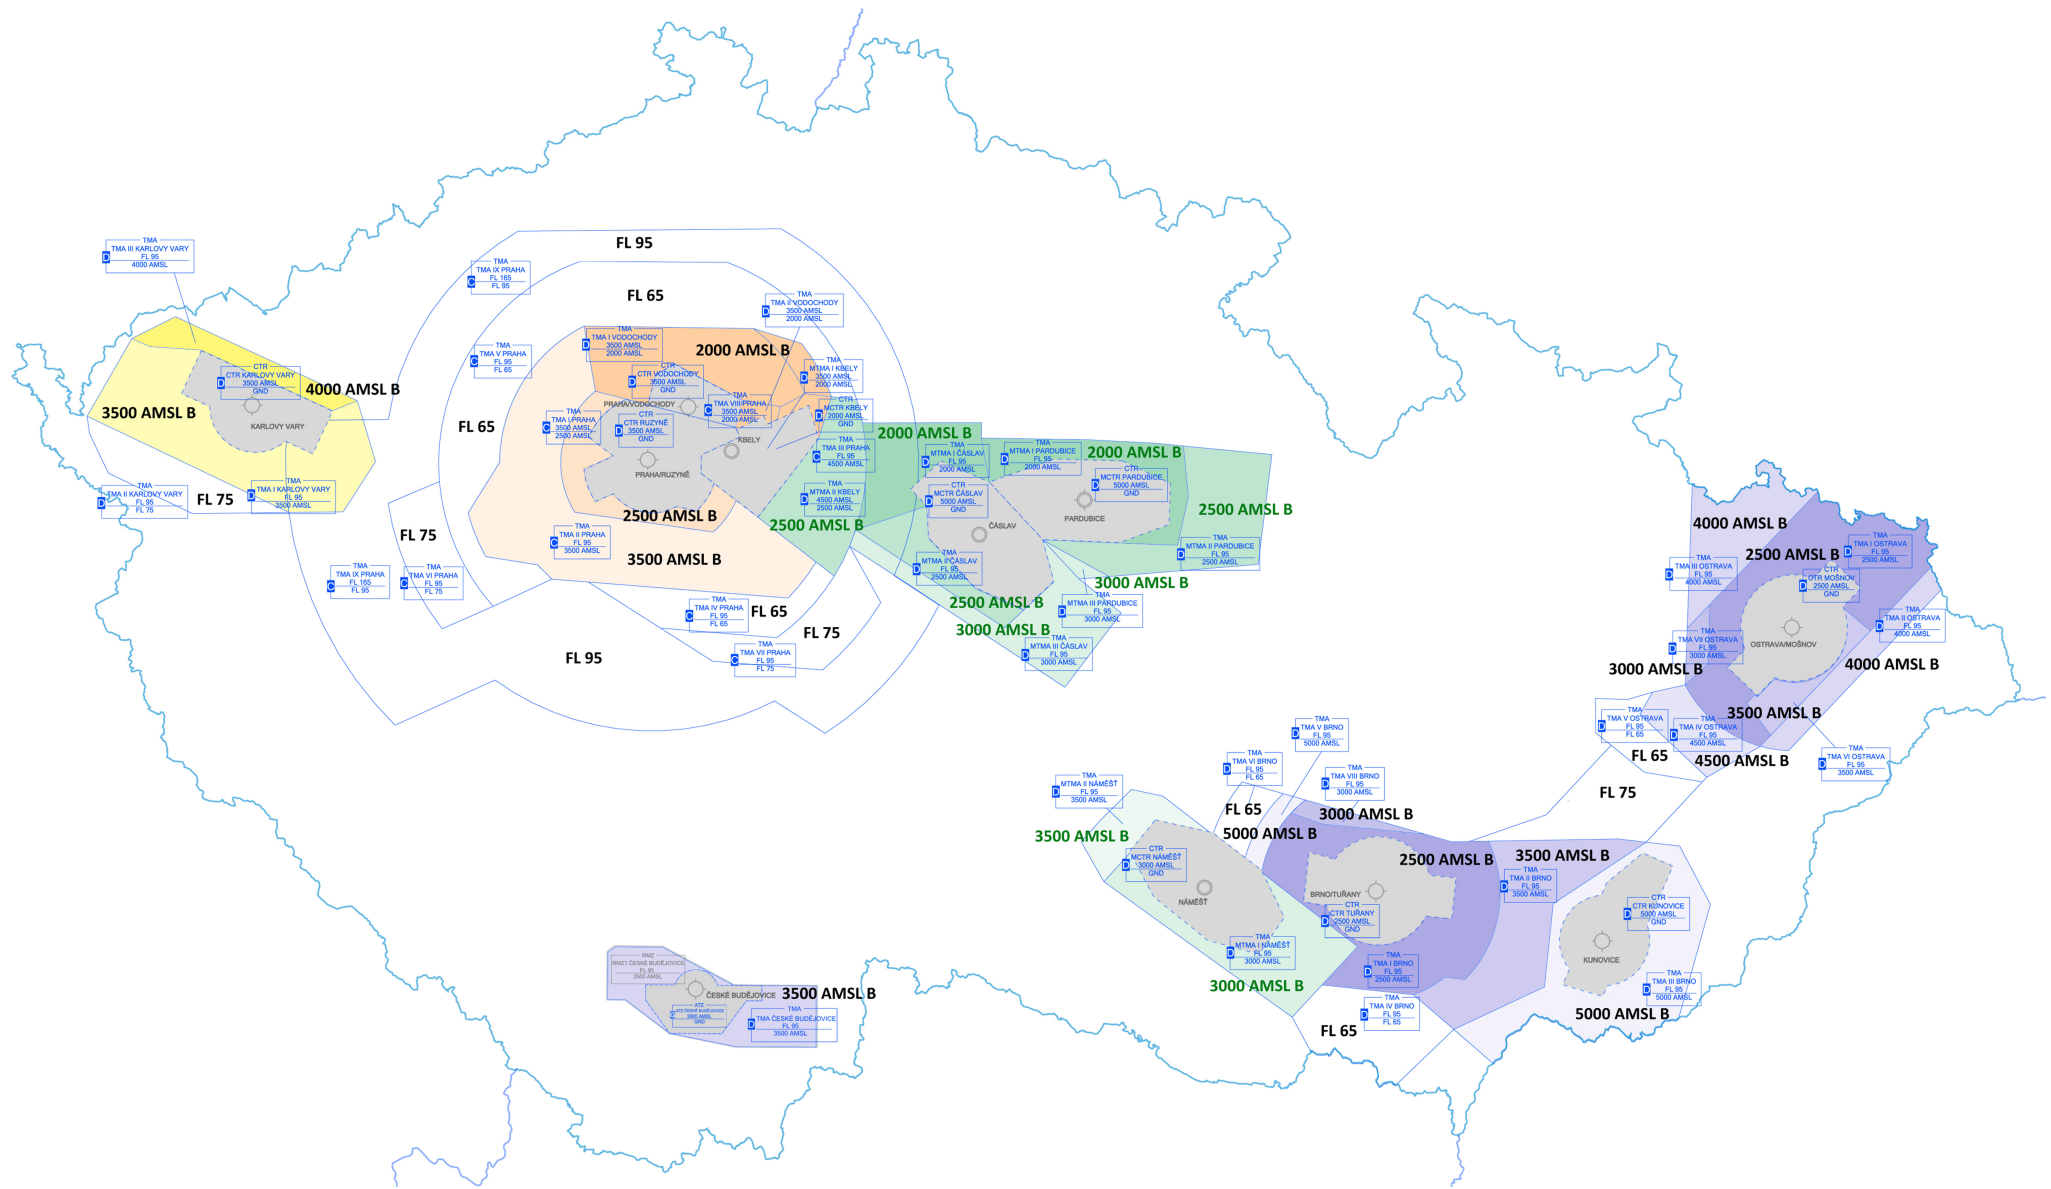 FL 95
TMA
TMA III KARLOVY VARY
D
FL 95
4000 AMSL
TMA
TMA IX PRAHA
C
FL 165
FL 95
FL 65
TMA
TMA II VODOCHODY
D
3500 AMSL
2000 AMSL
TMA
TMA V PRAHA
C
FL 95
FL 65
TMA
TMA I VODOCHODY
D
3500 AMSL
2000 AMSL
2000 AMSL B
TMA
MTMA I KBELY
D
3500 AMSL
2000 AMSL
CTR
CTR KARLOVY VARY
D
3500 AMSL
GND
4000 AMSL B
3500 AMSL B
KARLOVY VARY
CTR
CTR VODOCHODY
D
3500 AMSL
GND
PRAHA/VODOCHODY
TMA
TMA VIII PRAHA
C
3500 AMSL
2000 AMSL
CTR
MCTR KBELY
D
2000 AMSL
GND
FL 65
TMA
TMA I PRAHA
C
3500 AMSL
2500 AMSL
CTR
CTR RUZYNĚ
D
3500 AMSL
GND
KBELY
PRAHA/RUZYNĚ
TMA
TMA III PRAHA
C
FL 95
4500 AMSL
2000 AMSL B
TMA
MTMA I ČÁSLAV
D
FL 95
2000 AMSL
TMA
MTMA I PARDUBICE
D
FL 95
2000 AMSL
2000 AMSL B
CTR
MCTR PARDUBICE
D
5000 AMSL
GND
TMA
TMA II KARLOVY VARY
D
FL 95
FL 75
FL 75
TMA
TMA I KARLOVY VARY
D
FL 95
3500 AMSL
TMA
MTMA II KBELY
D
4500 AMSL
2500 AMSL
CTR
MCTR ČÁSLAV
D
5000 AMSL
GND
2500 AMSL B
2500 AMSL B
2500 AMSL B
PARDUBICE
ČÁSLAV
FL 75
TMA
TMA II PRAHA
C
FL 95
3500 AMSL
3500 AMSL B
TMA
MTMA II ČÁSLAV
D
FL 95
2500 AMSL
TMA
MTMA II PARDUBICE
D
FL 95
2500 AMSL
3000 AMSL B
TMA
TMA IX PRAHA
C
FL 165
FL 95
TMA
TMA VI PRAHA
C
FL 95
FL 75
TMA
TMA IV PRAHA
C
FL 95
FL 65
FL 65
2500 AMSL B
TMA
MTMA III PARDUBICE
D
FL 95
3000 AMSL
FL 75
3000 AMSL B
FL 95
TMA
TMA VII PRAHA
C
FL 95
FL 75
TMA
MTMA III ČÁSLAV
D
FL 95
3000 AMSL
4000 AMSL B
2500 AMSL B
TMA
TMA I OSTRAVA
D
FL 95
2500 AMSL
TMA
TMA III OSTRAVA
D
FL 95
4000 AMSL
CTR
CTR MOŠNOV
D
2500 AMSL
GND
TMA
TMA II OSTRAVA
D
FL 95
4000 AMSL
TMA
TMA VII OSTRAVA
D
FL 95
3000 AMSL
OSTRAVA/MOŠNOV
3000 AMSL B
4000 AMSL B
3500 AMSL B
TMA
TMA V OSTRAVA
D
FL 95
FL 65
TMA
TMA IV OSTRAVA
D
FL 95
4500 AMSL
FL 65
4500 AMSL B
TMA
TMA VI OSTRAVA
D
FL 95
3500 AMSL
FL 75
TMA
TMA V BRNO
D
FL 95
5000 AMSL
TMA
TMA VI BRNO
D
FL 95
FL 65
TMA
TMA VIII BRNO
D
FL 95
3000 AMSL
TMA
MTMA II NÁMĚŠŤ
D
FL 95
3500 AMSL
FL 65
3000 AMSL B
3500 AMSL B
5000 AMSL B
2500 AMSL B
3500 AMSL B
CTR
MCTR NÁMĚŠŤ
D
3000 AMSL
GND
NÁMĚŠŤ
BRNO/TUŘANY
TMA
TMA II BRNO
D
FL 95
3500 AMSL
CTR
CTR TUŘANY
D
2500 AMSL
GND
CTR
CTR KUNOVICE
D
5000 AMSL
GND
TMA
MTMA I NÁMĚŠŤ
D
FL 95
3000 AMSL
KUNOVICE
3000 AMSL B
TMA
TMA I BRNO
D
FL 95
2500 AMSL
TMA
TMA III BRNO
D
FL 95
5000 AMSL
TMA
TMA IV BRNO
D
FL 95
FL 65
FL 65
5000 AMSL B
RMZ
RMZ1 ČESKÉ BUDĚJOVICE
FL 95
3500 AMSL
ČESKÉ BUDĚJOVICE
3500 AMSL B
ATZ
ATZ ČESKÉ BUDĚJOVICE
3500 AMSL
GND
TMA
TMA ČESKÉ BUDĚJOVICE
D
FL 95
3500 AMSL